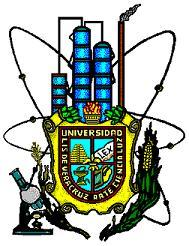 UNIVERSIDAD
LIS DE VERACRUZ ARTE CIENCIA LUZ